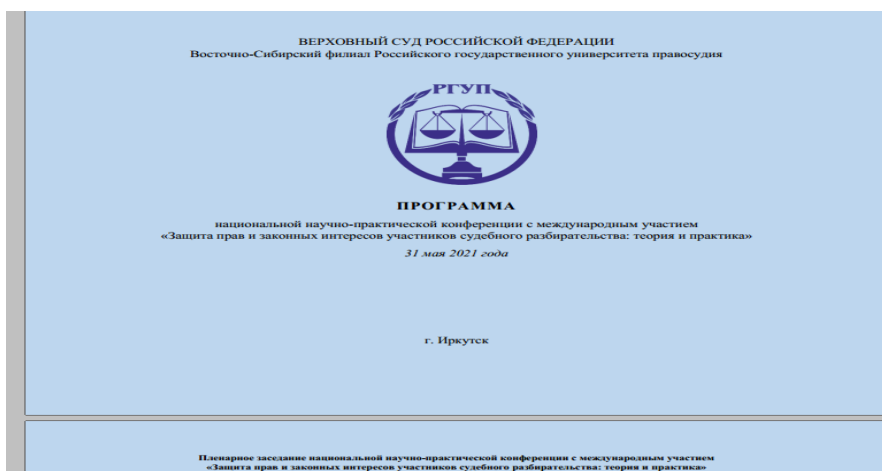 ВЕРХОВНЫЙ СУД РОССИЙСКОЙ ФЕДЕРАЦИИ
Восточно-Сибирский филиал Российского государственного университета правосудия
РГУП
ПРОГРАММА
национальной научно-практической конференции с международным участием
«Защита прав и законных интересов участников судебного разбирательства: теория и практика»
31 мая 2021 года
г. Иркутск
Пленарное заседание национальной научно-практической конференции с международным участием
«Защита прав и законных интересов участников судебного разбирательства: теория и практика»